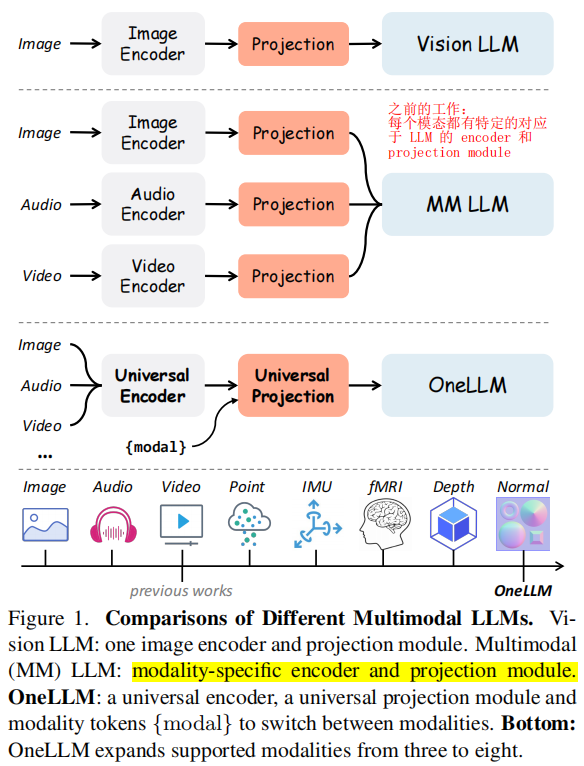 Image
Image
Encoder
Projection
Vision LLM
之前的工作：
每个模态都有特定的对应
于 LLM 的 encoder 和
projection module
Image
Image
Encoder
Projection
Audio
Audio
Encoder
Projection
MM LLM
Video
Video
Encoder
Projection
Image
Audio
Video
...
Universal
Encoder
Universal
Projection
OneLLM
{modal}
Image Audio Video Point IMU fMRI Depth Normal
previous works OneLLM
Figure 1. Comparisons of Different Multimodal LLMs. Vi-
sion LLM: one image encoder and projection module. Multimodal
(MM) LLM: modality-specific encoder and projection module.
OneLLM: a universal encoder, a universal projection module and
modality tokens {modal} to switch between modalities. Bottom:
OneLLM expands supported modalities from three to eight.